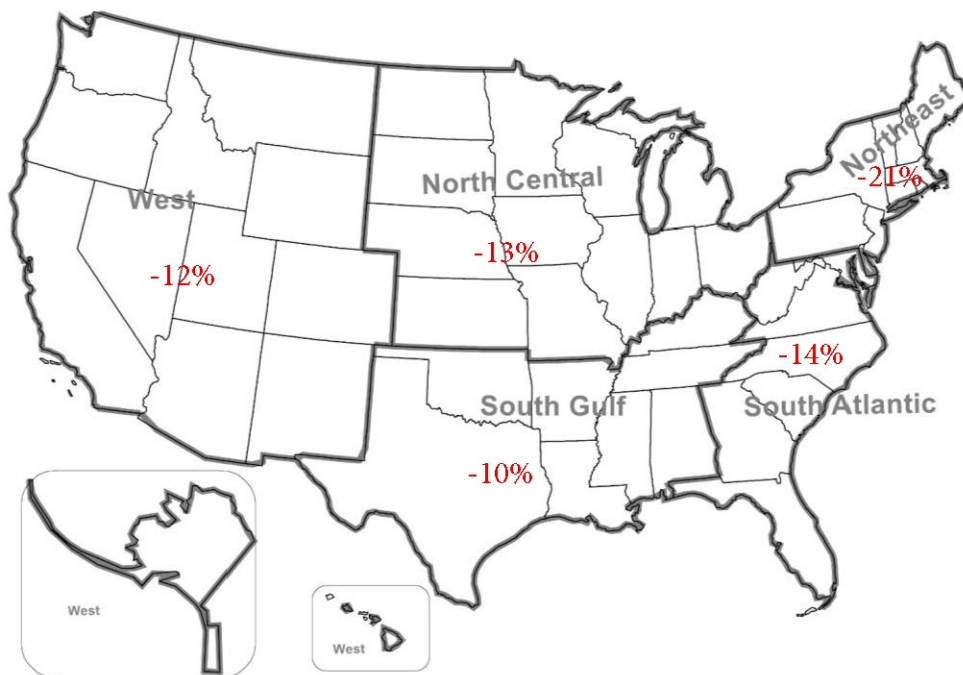 Northeast
-21%
North Central
West
-13%
-12%
-14%
South Gulf
South Atlantic
-10%
West
West